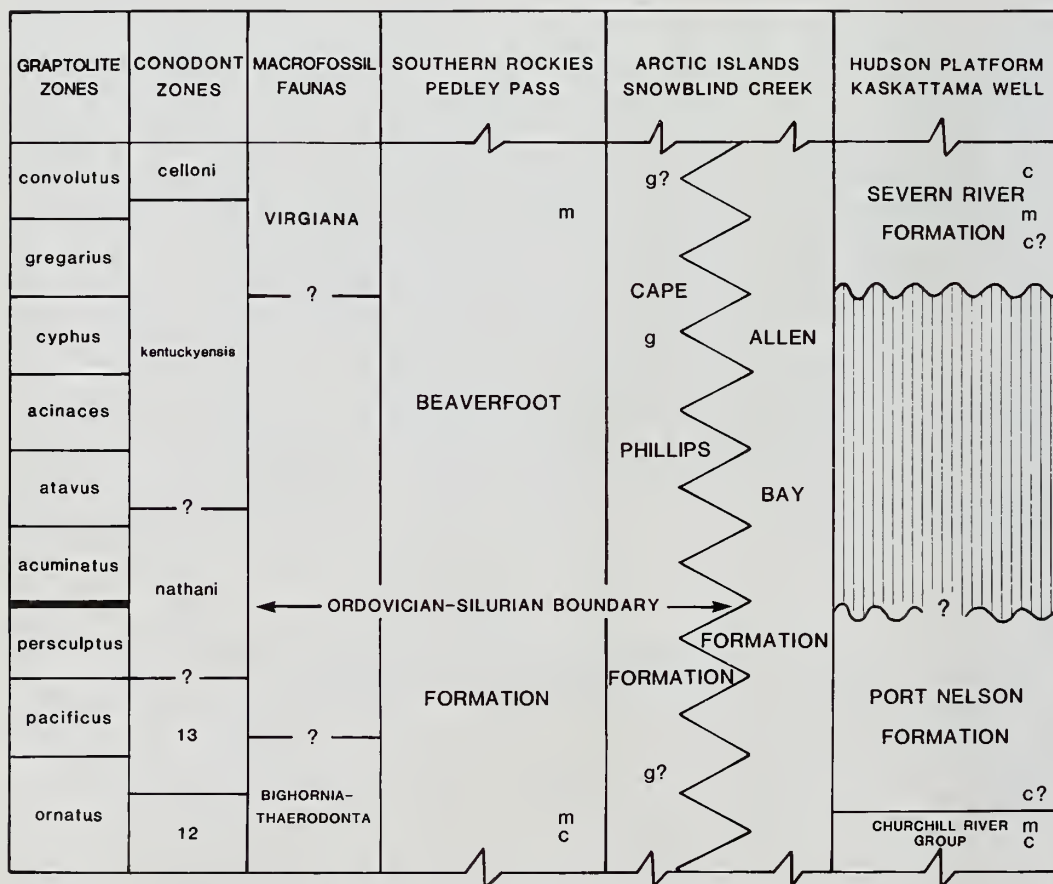 GRAPTOLITE
ZONES
CONODONT
ZONES
MACROFOSSIL
FAUNAS
SOUTHERN ROCKIES
PEDLEY PASS
ARCTIC ISLANDS
SNOWBLIND CREEK
HUDSON PLATFORM
KASKATTAMA WELL
convolutus
gregarius
cyphus
acinaces
atavus
acuminatus
persculptus
pacificus
ornatus
celloni
kentuckyensis
?
nathani
?
13
12
VIRGIANA
?
?
BIGHORNIA-
THAERODONTA
m
BEAVERFOOT
ORDOVICIAN-SILURIAN BOUNDARY
FORMATION
m
c
g?
CAPE
g
PHILLIPS
FORMATION
g?
ALLEN
BAY
FORMATION
c
SEVERN RIVER
m
FORMATION
c?
?
PORT NELSON
FORMATION
c?
CHURCHILL RIVER m
GROUP c